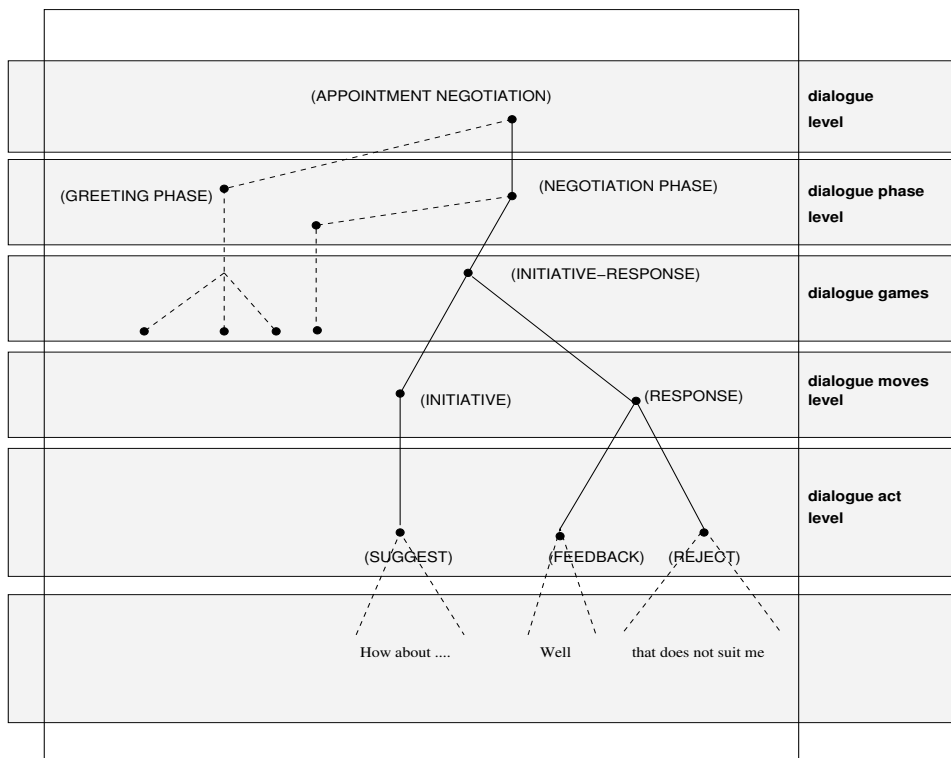 (APPOINTMENT NEGOTIATION)
dialogue
level
(GREETING PHASE)
(NEGOTIATION PHASE)
dialogue phase
level
(INITIATIVE−RESPONSE)
dialogue games
(INITIATIVE)
(RESPONSE)
dialogue moves
level
dialogue act
level
(SUGGEST)
(FEEDBACK)
(REJECT)
How about ....
Well
that does not suit me